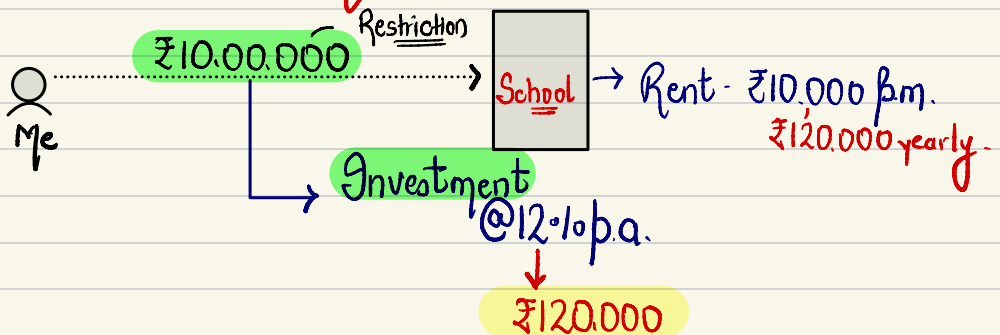 Restriction
₹10.00.000
School → Rent - ₹10.000 p.m.
₹120.000 yearly.
Me
Investment
@12%p.a.
₹120.000